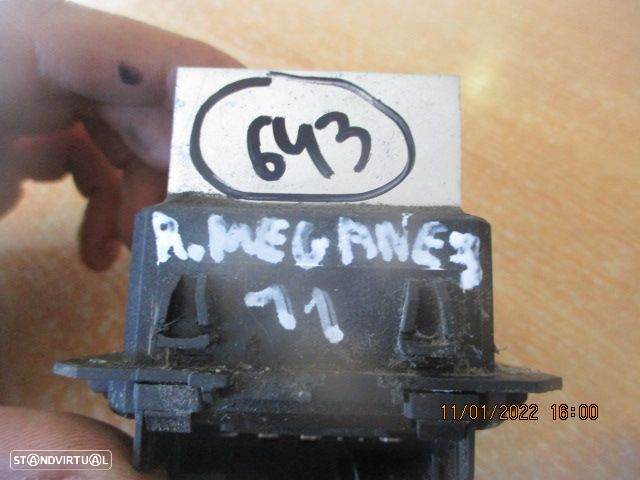 643
R.MEGANE3
11
11/01/2022 16:00
STANDVIRTUAL